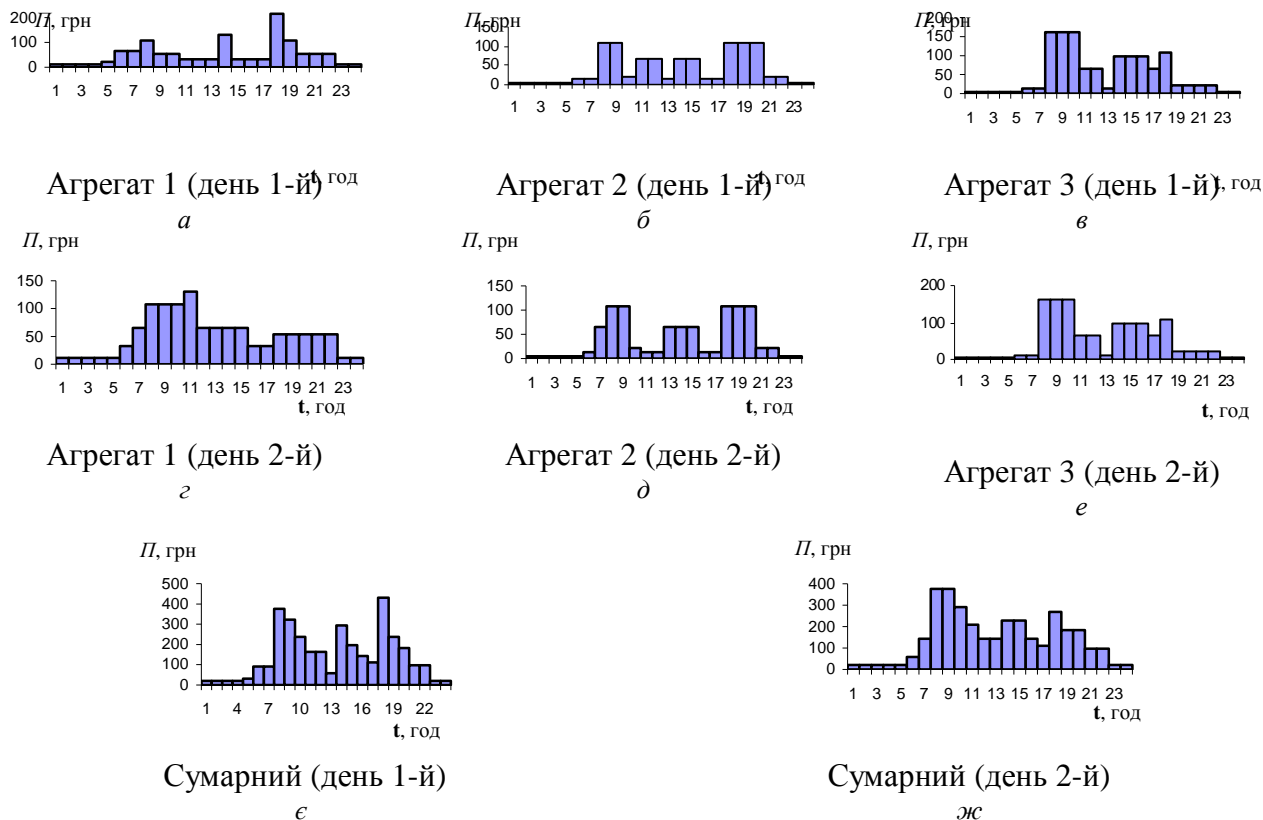 П, грн
200
100
0
1 3 5 7 9 11 13 15 17 19 21 23
t, год
Агрегат 1 (день 1-й)
а
П, грн
150
100
50
0
1 3 5 7 9 11 13 15 17 19 21 23
t, год
Агрегат 2 (день 1-й)
б
П, грн
200
150
100
50
0
1 3 5 7 9 11 13 15 17 19 21 23
t, год
Агрегат 3 (день 1-й)
в
П, грн
150
100
50
0
1 3 5 7 9 11 13 15 17 19 21 23
t, год
Агрегат 1 (день 2-й)
г
П, грн
150
100
50
0
1 3 5 7 9 11 13 15 17 19 21 23
t, год
Агрегат 2 (день 2-й)
д
П, грн
200
100
0
1 3 5 7 9 11 13 15 17 19 21 23
t, год
Агрегат 3 (день 2-й)
е
П, грн
500
400
300
200
100
0
1 4 7 10 13 16 19 22
t, год
Сумарний (день 1-й)
є
П, грн
400
300
200
100
0
1 3 5 7 9 11 13 15 17 19 21 23
t, год
Сумарний (день 2-й)
ж